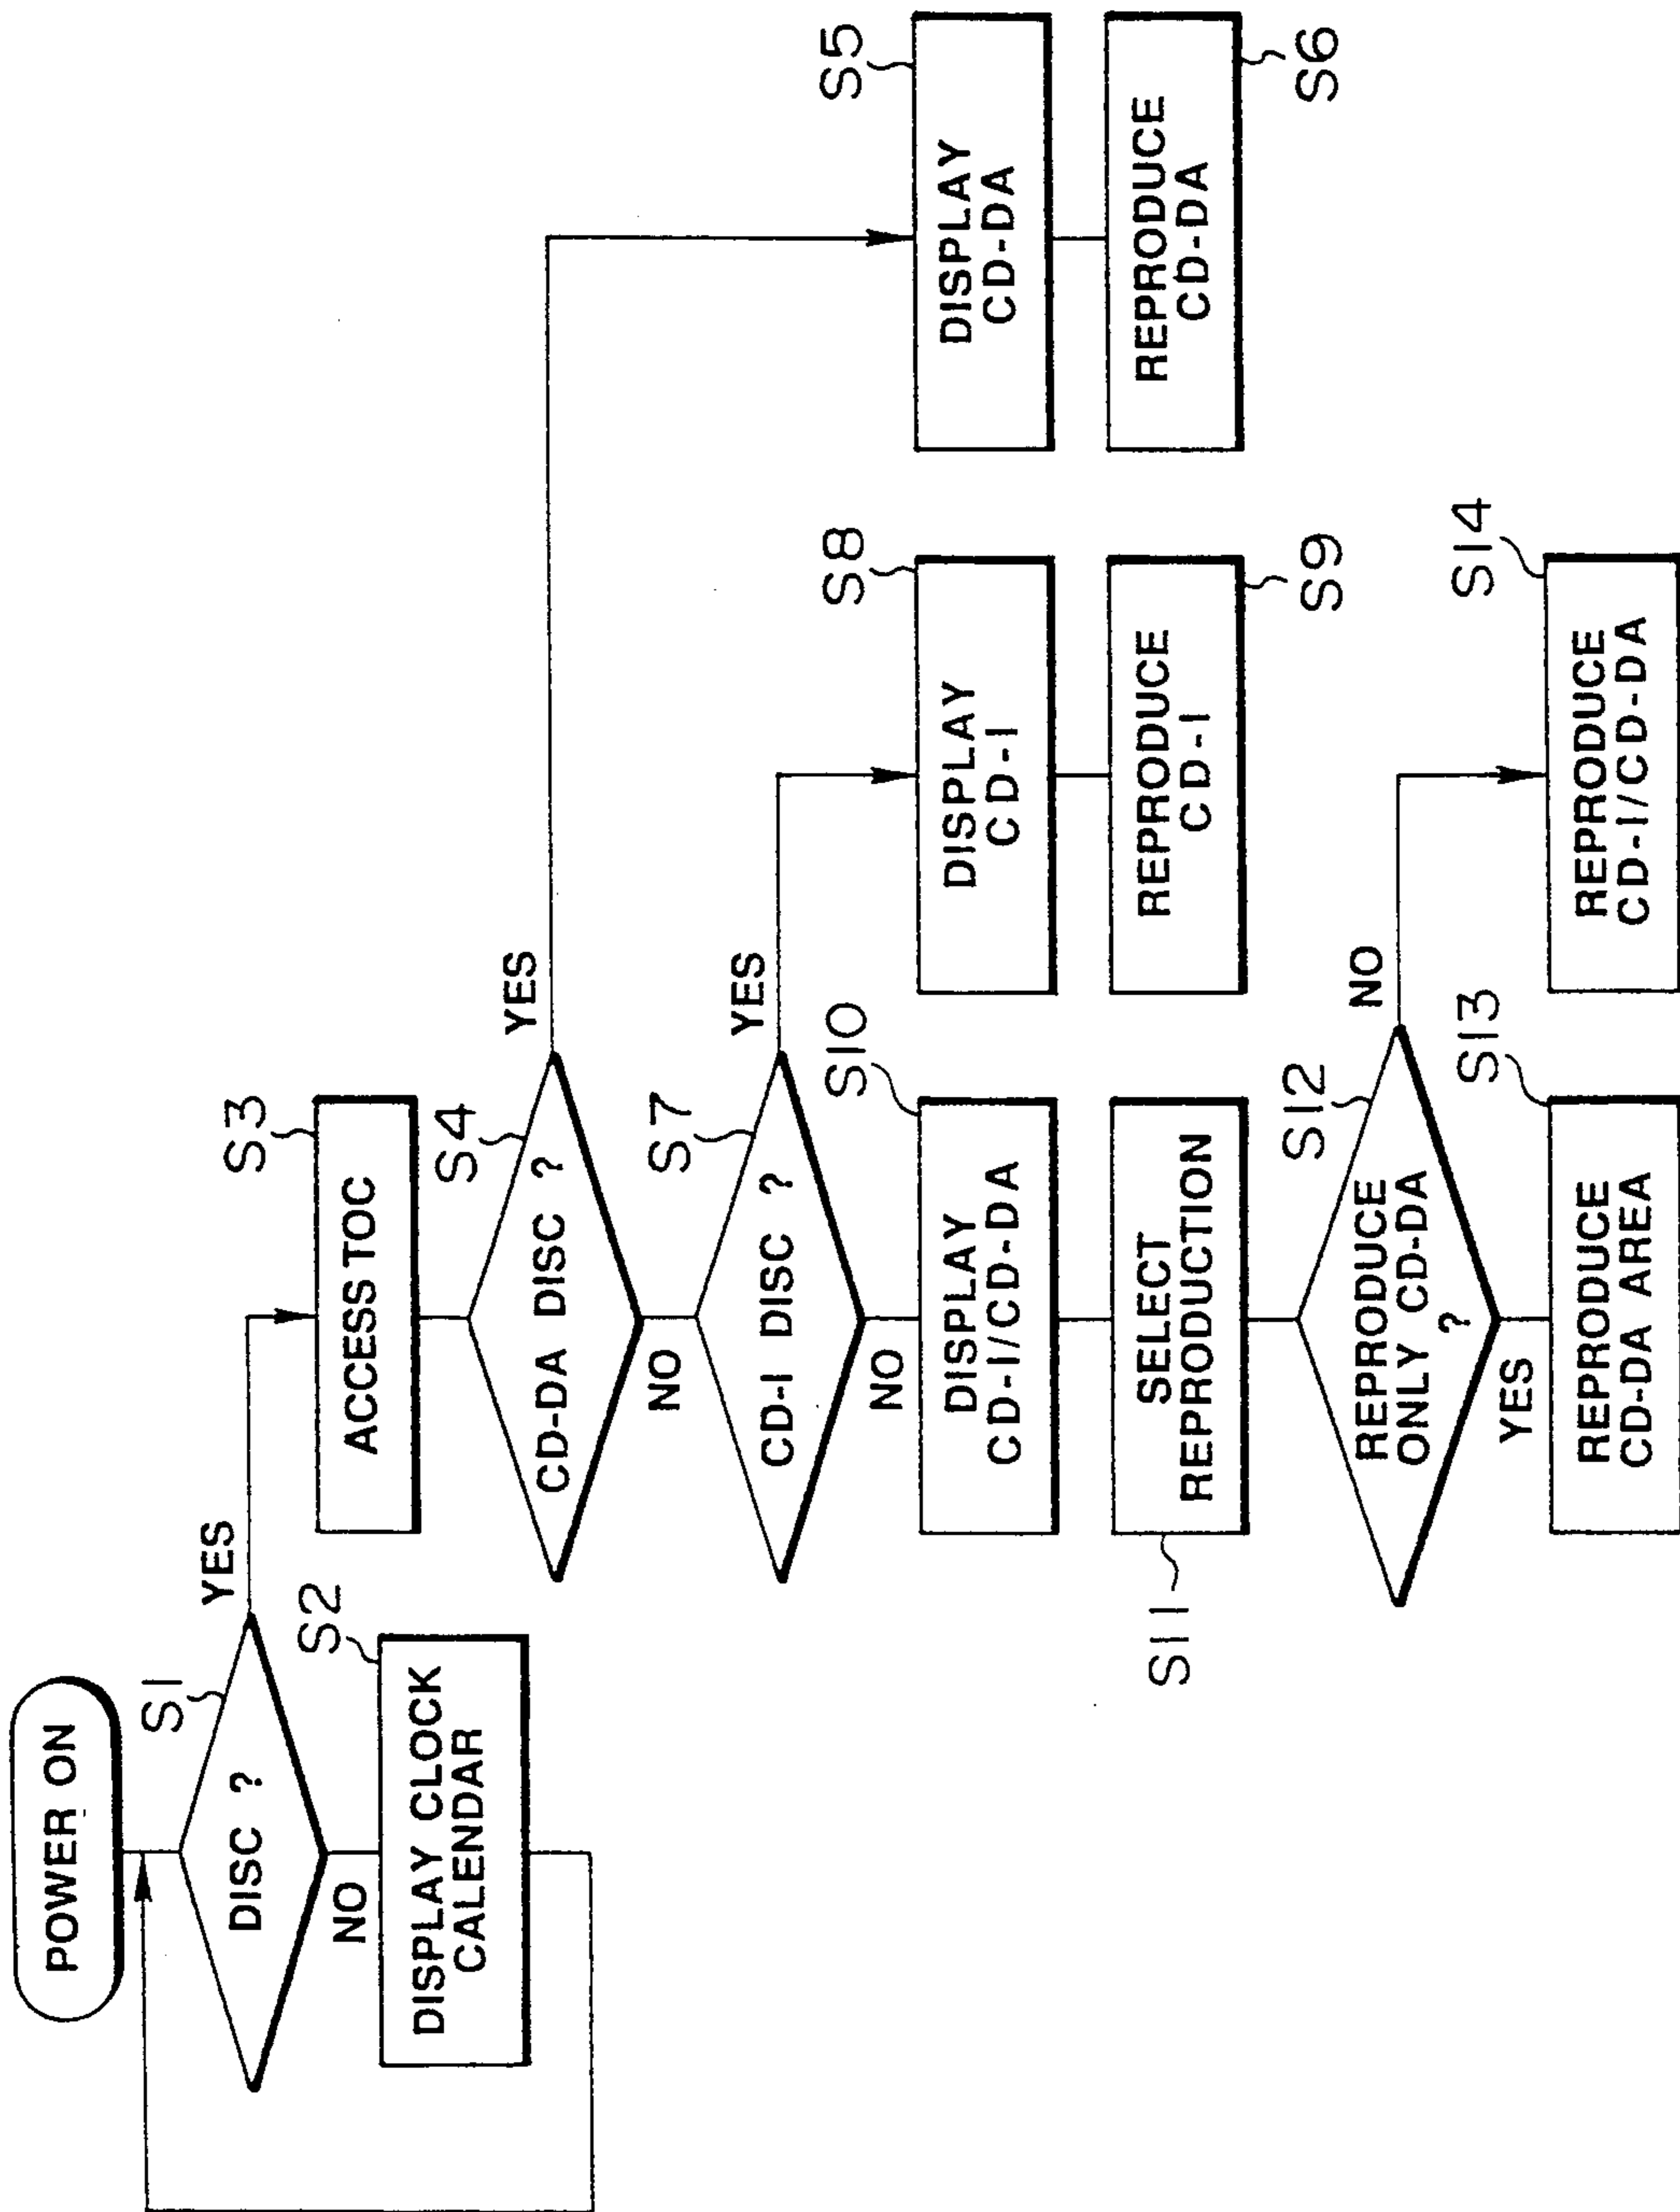 POWER ON
S1
DISC ?
YES
NO
S2
DISPLAY CLOCK
CALENDAR
S3
ACCESS TOC
S4
CD-DA DISC ?
YES
NO
S5
DISPLAY
CD-DA
REPRODUCE
CD-DA
S6
S7
CD-I DISC ?
YES
NO
S8
DISPLAY
CD-I
REPRODUCE
CD-I
S9
S10
DISPLAY
CD-I/CD-DA
SELECT
REPRODUCTION
S11
S12
REPRODUCE
ONLY CD-DA
?
NO
YES
S13
REPRODUCE
CD-DA AREA
S14
REPRODUCE
CD-I/CD-DA